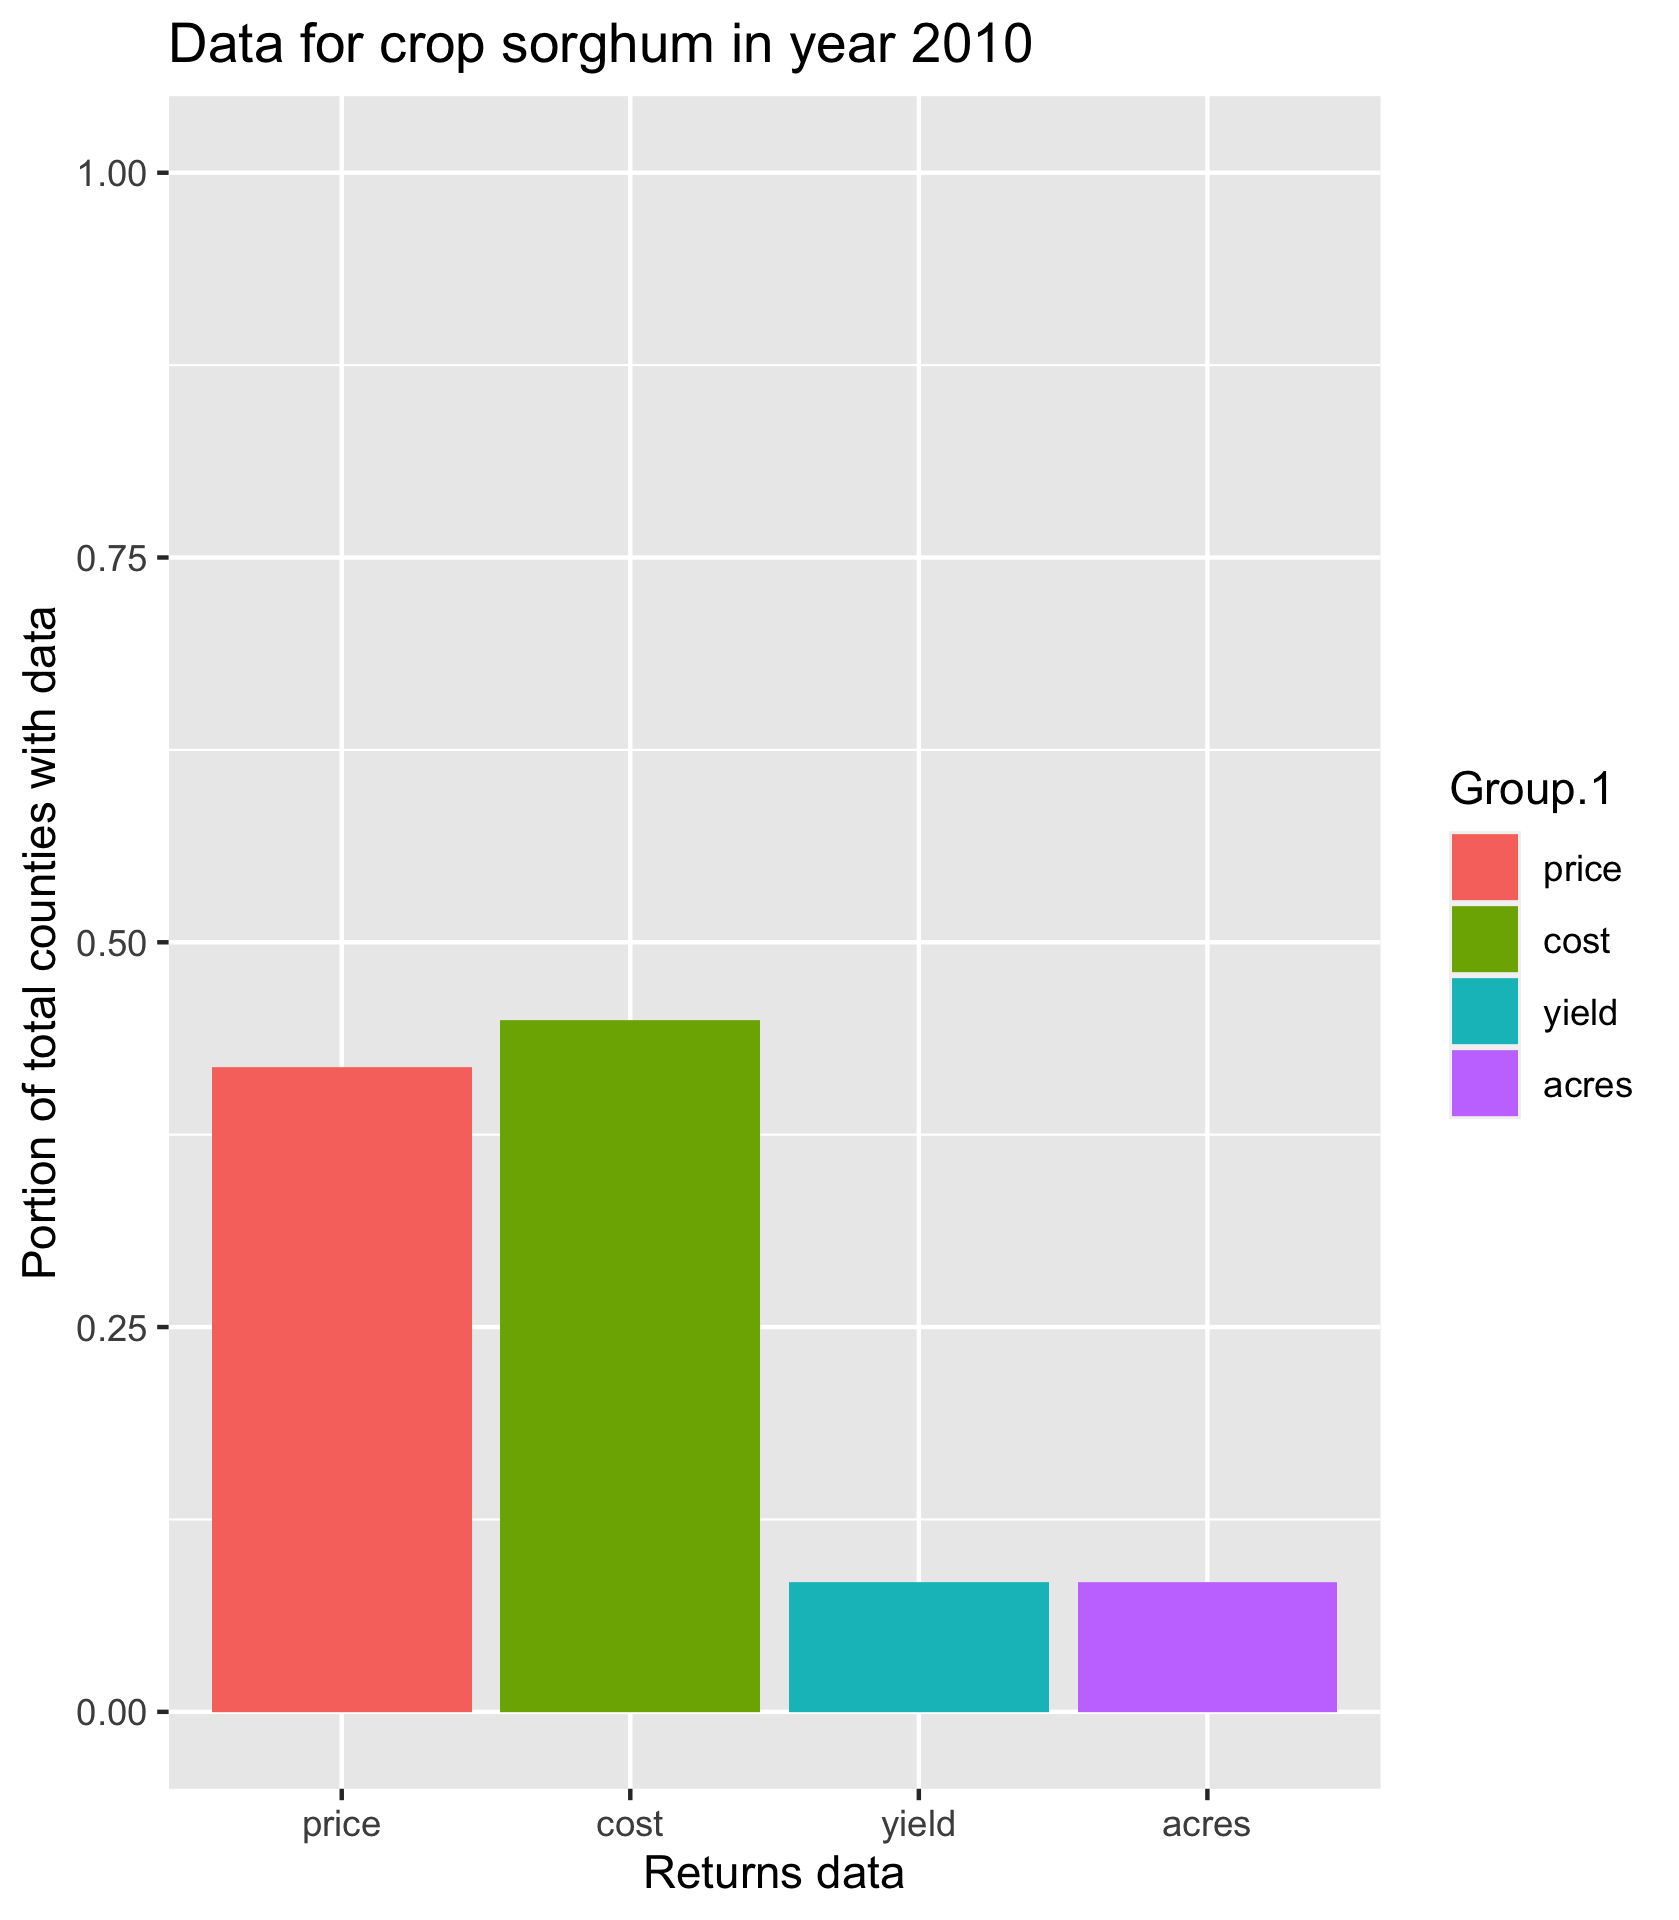 Data for crop sorghum in year 2010
Portion of total counties with data
1.00
0.75
0.50
0.25
0.00
price
cost
yield
acres
Returns data
Group.1
price
cost
yield
acres